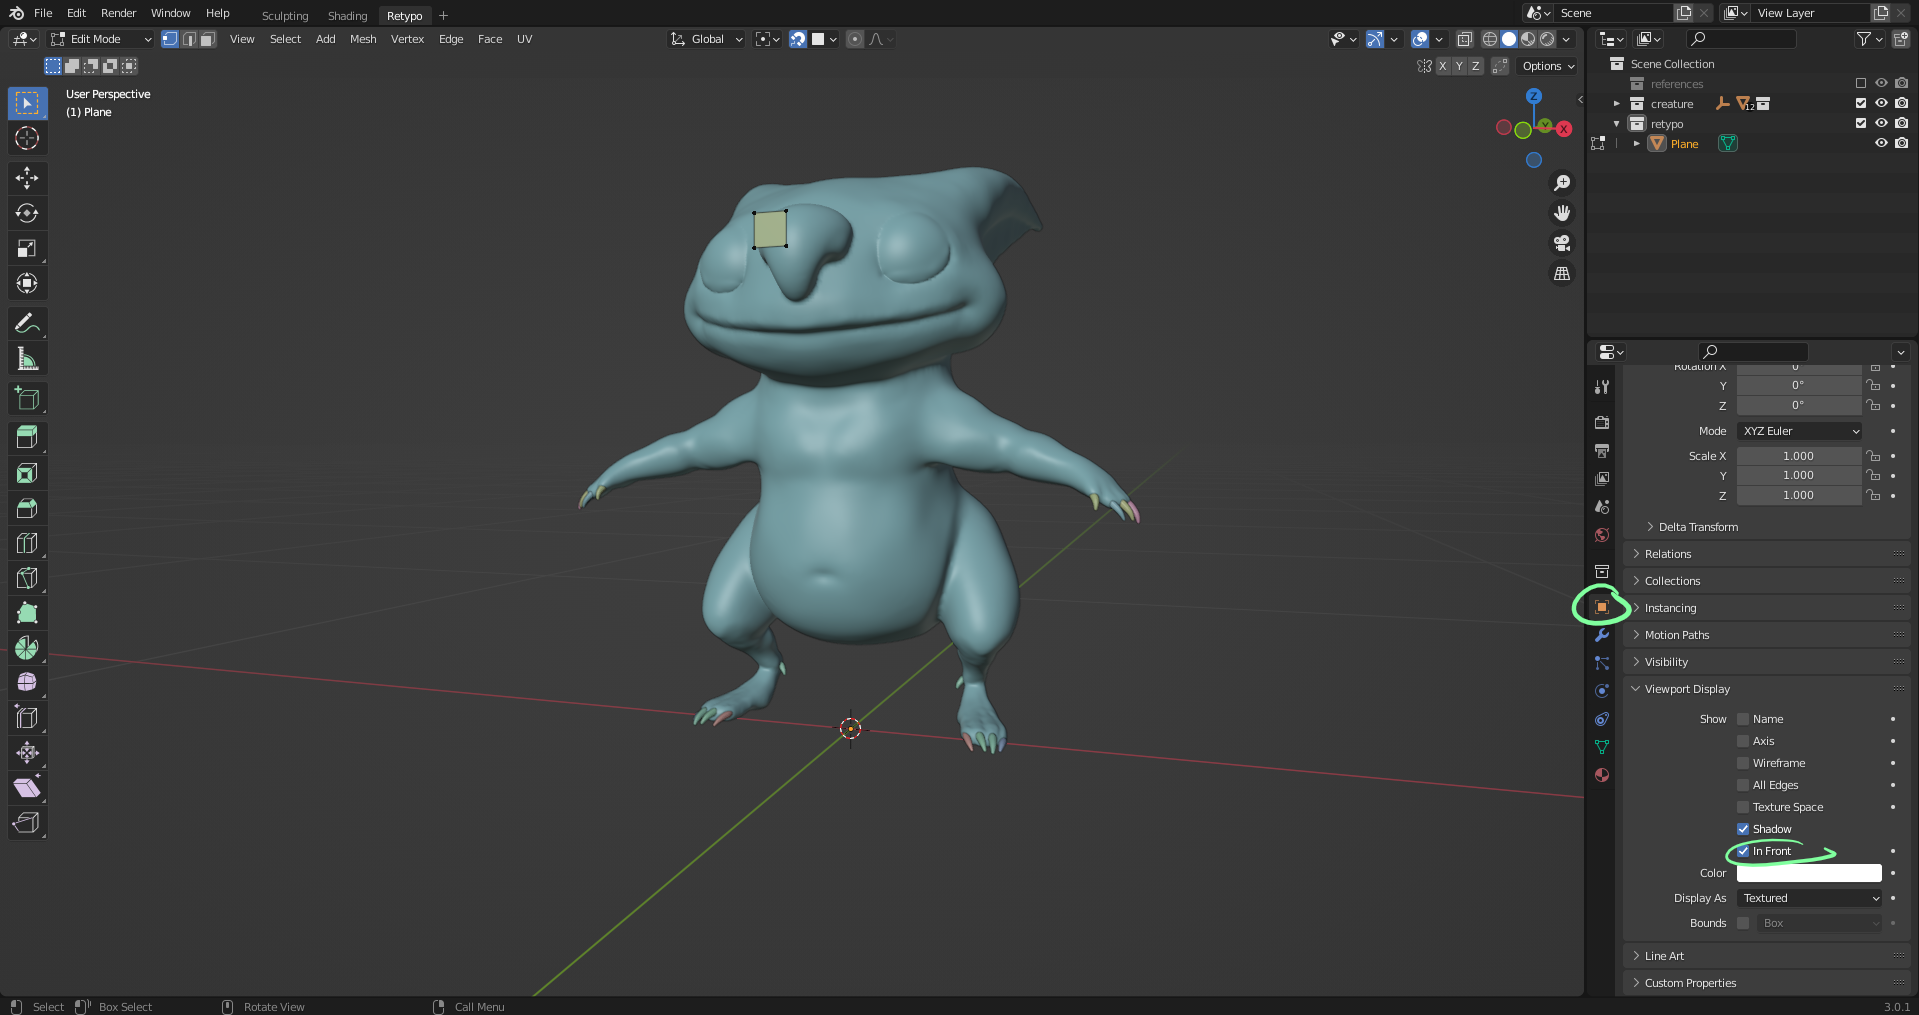 File Edit Render Window Help Sculpting Shading Retypo Scene View Layer
Edit Mode View Select Add Mesh Vertex Edge Face UV Global
X Y Z Options
User Perspective
(1) Plane
Z
Y
X
Scene Collection
references
creature 12
retypo
Plane
Rotation X 0°
Y 0°
Z 0°
Mode XYZ Euler
Scale X 1.000
Y 1.000
Z 1.000
Delta Transform
Relations
Collections
Instancing
Motion Paths
Visibility
Viewport Display
Show Name
Axis
Wireframe
All Edges
Texture Space
Shadow
In Front
Color
Display As Textured
Bounds Box
Line Art
Custom Properties
Select Box Select Rotate View Call Menu 3.0.1